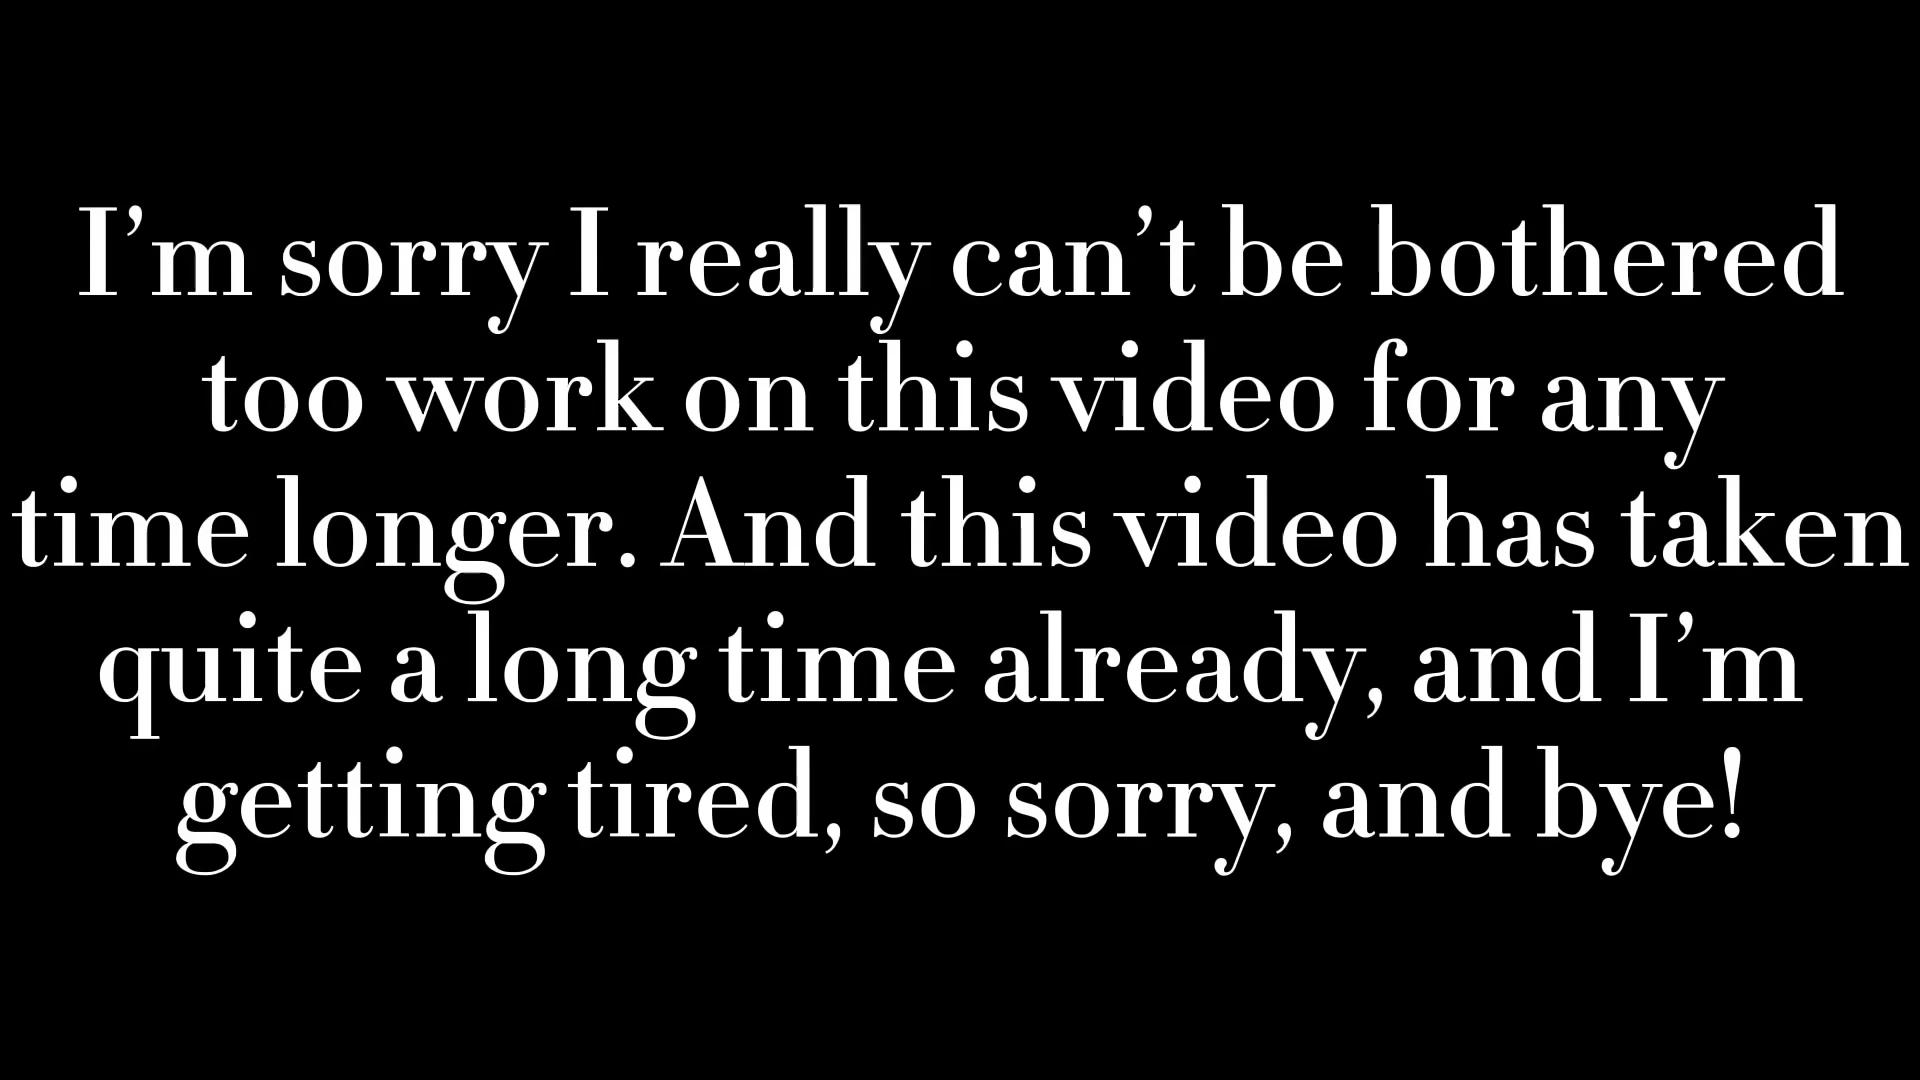 I’m sorry I really can’t be bothered
too work on this video for any
time longer. And this video has taken
quite a long time already, and I’m
getting tired, so sorry, and bye!